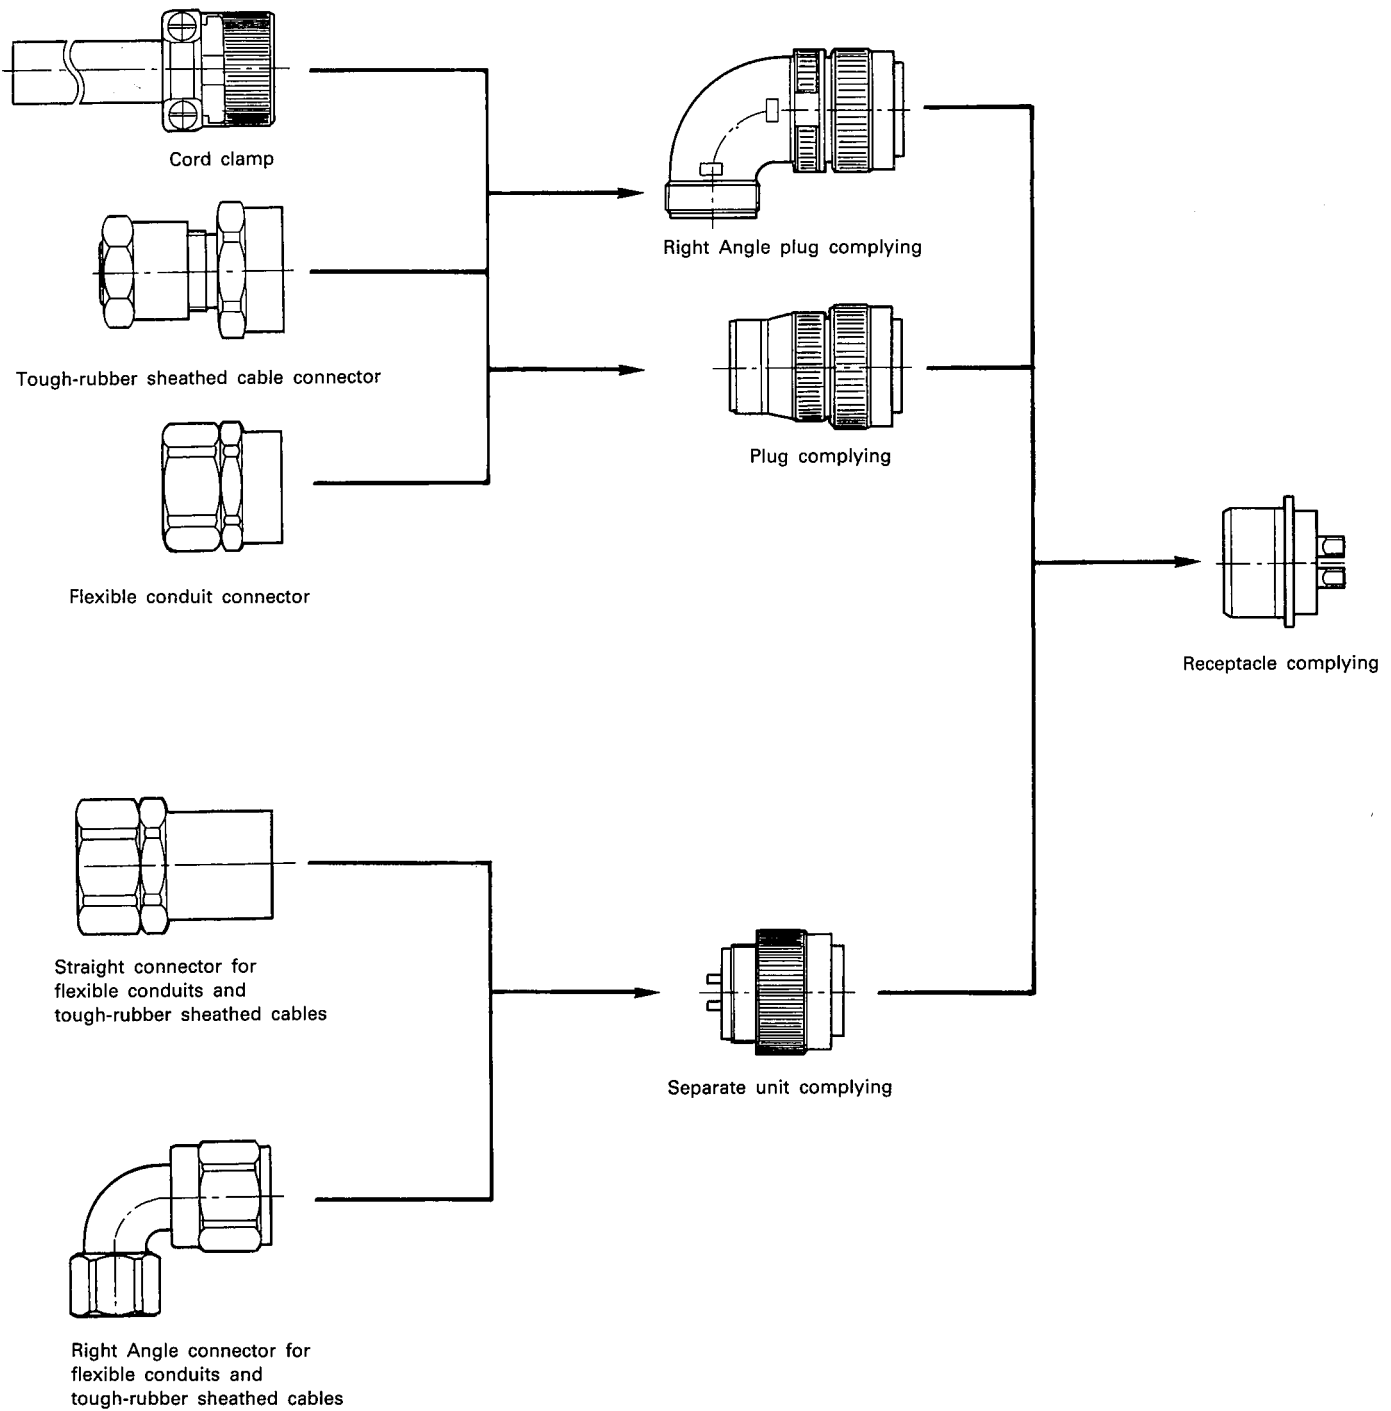 Cord clamp
Right Angle plug complying
Tough-rubber sheathed cable connector
Plug complying
Flexible conduit connector
Receptacle complying
Straight connector for
flexible conduits and
tough-rubber sheathed cables
Separate unit complying
Right Angle connector for
flexible conduits and
tough-rubber sheathed cables